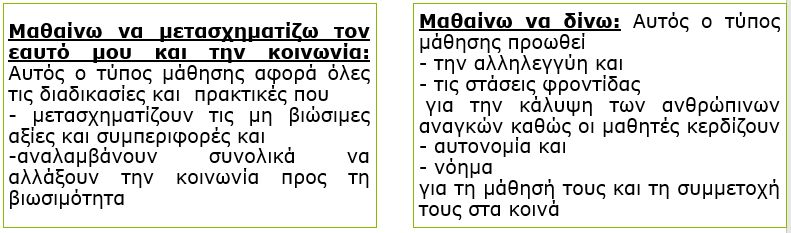 Μαθαίνω να μετασχηματίζω τον
εαυτό μου και την κοινωνία:
Αυτός ο τύπος μάθησης αφορά όλες
τις διαδικασίες και πρακτικές που
- μετασχηματίζουν τις μη βιώσιμες
αξίες και συμπεριφορές και
-αναλαμβάνουν συνολικά να
αλλάξουν την κοινωνία προς τη
βιωσιμότητα
Μαθαίνω να δίνω: Αυτός ο τύπος
μάθησης προωθεί
- την αλληλεγγύη και
- τις στάσεις φροντίδας
για την κάλυψη των ανθρώπινων
αναγκών καθώς οι μαθητές κερδίζουν
- αυτονομία και
- νόημα
για τη μάθησή τους και τη συμμετοχή
τους στα κοινά